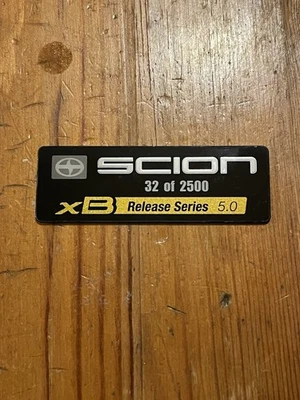 SCION
32 of 2500
xB Release Series 5.0